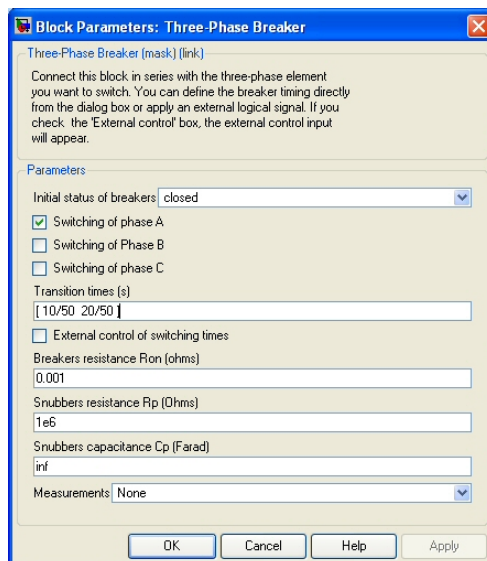 Block Parameters: Three-Phase Breaker
Three-Phase Breaker (mask) (link)
Connect this block in series with the three-phase element
you want to switch. You can define the breaker timing directly
from the dialog box or apply an external logical signal. If you
check the 'External control' box, the external control input
will appear.
Parameters
Initial status of breakers closed
Switching of phase A
Switching of Phase B
Switching of phase C
Transition times (s)
[ 10/50 20/50 ]
External control of switching times
Breakers resistance Ron (ohms)
0.001
Snubbers resistance Rp (Ohms)
1e6
Snubbers capacitance Cp (Farad)
inf
Measurements None
OK Cancel Help Apply